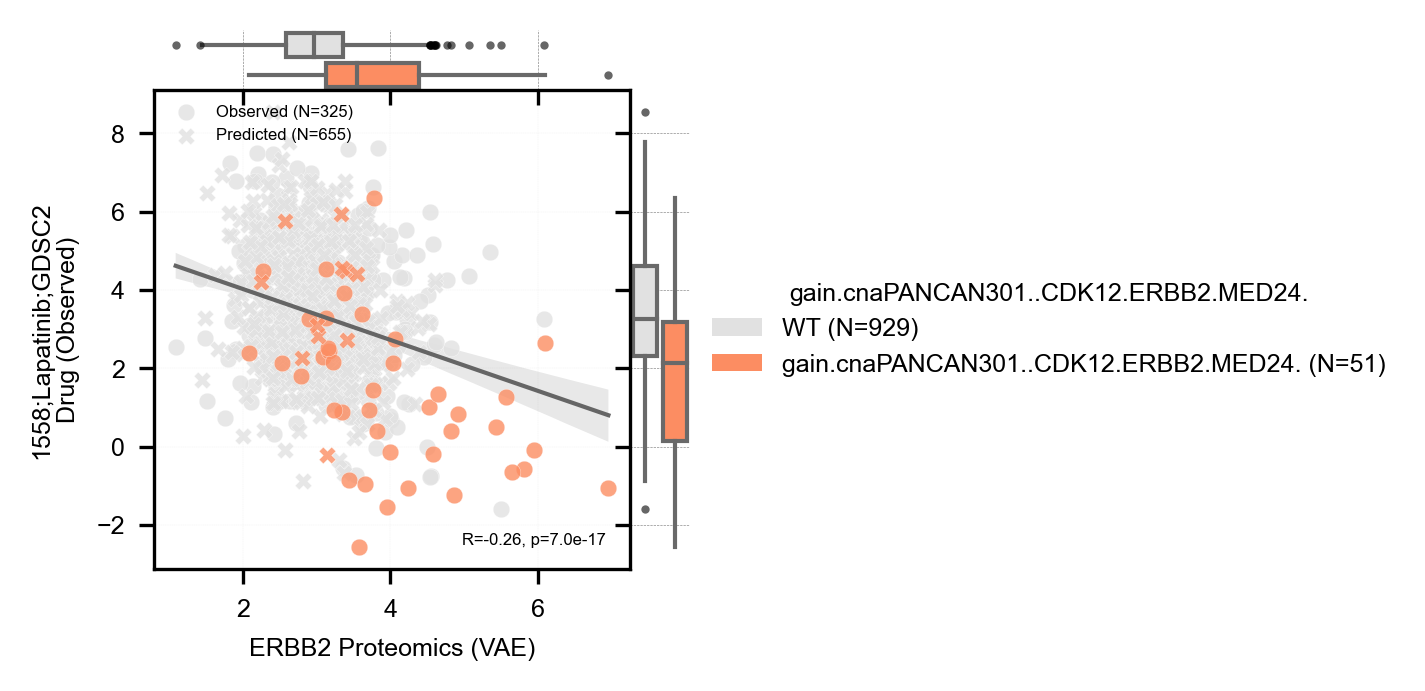 Observed (N=325)
Predicted (N=655)
8
6
4
2
0
−2
1558;Lapatinib;GDSC2
Drug (Observed)
R=-0.26, p=7.0e-17
2
4
6
ERBB2 Proteomics (VAE)
gain.cnaPANCAN301..CDK12.ERBB2.MED24.
WT (N=929)
gain.cnaPANCAN301..CDK12.ERBB2.MED24. (N=51)